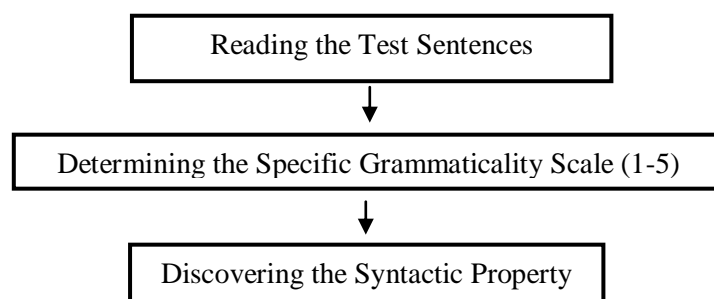 Reading the Test Sentences
Determining the Specific Grammaticality Scale (1-5)
Discovering the Syntactic Property